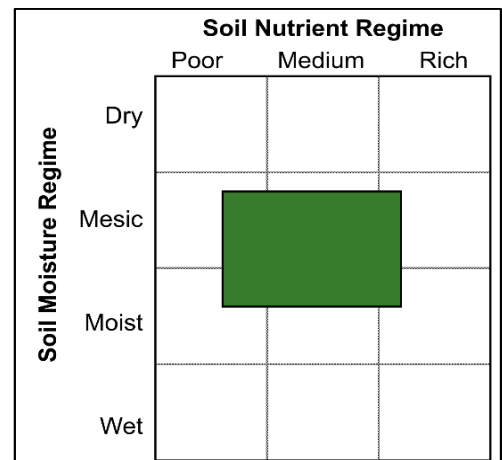 Soil Nutrient Regime
Poor Medium Rich
Soil Moisture Regime
Dry
Mesic
Moist
Wet